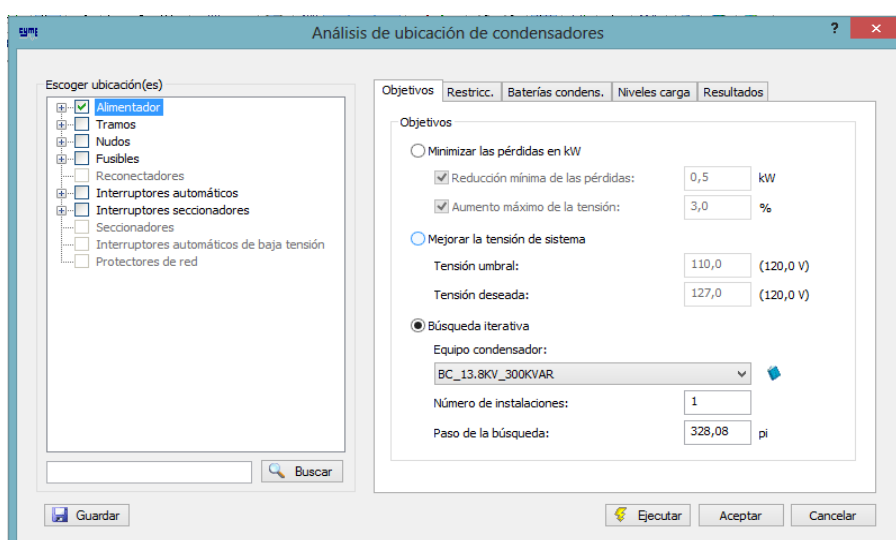 CYME
Análisis de ubicación de condensadores
?
Escoger ubicación(es)
Alimentador
Tramos
Nudos
Fusibles
Reconectadores
Interruptores automáticos
Interruptores seccionadores
Seccionadores
Interruptores automáticos de baja tensión
Protectores de red
Buscar
Objetivos Restricc. Baterías condens. Niveles carga Resultados
Objetivos
Minimizar las pérdidas en kW
Reducción mínima de las pérdidas: 0,5 kW
Aumento máximo de la tensión: 3,0 %
Mejorar la tensión de sistema
Tensión umbral: 110,0 (120,0 V)
Tensión deseada: 127,0 (120,0 V)
Búsqueda iterativa
Equipo condensador:
BC_13.8KV_300KVAR
Número de instalaciones: 1
Paso de la búsqueda: 328,08 pi
Guardar Ejecutar Aceptar Cancelar